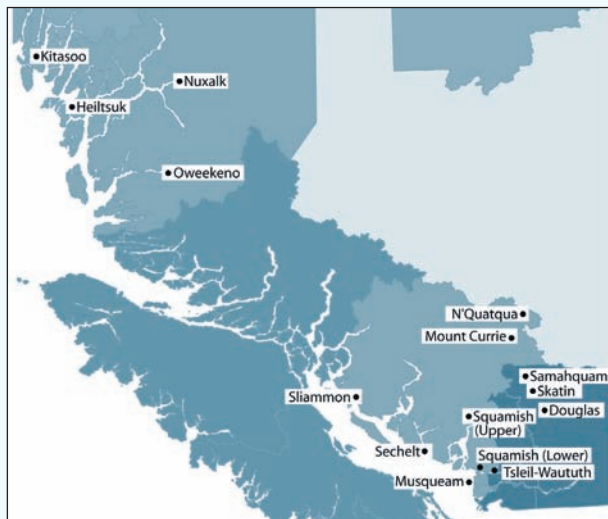 Kitasoo
Nuxalk
Heiltsuk
Oweekeno
N'Quatqua
Mount Currie
Samahquam
Skatin
Sliammon
Douglas
Squamish
(Upper)
Sechelt
Squamish (Lower)
Tsleil-Waututh
Musqueam